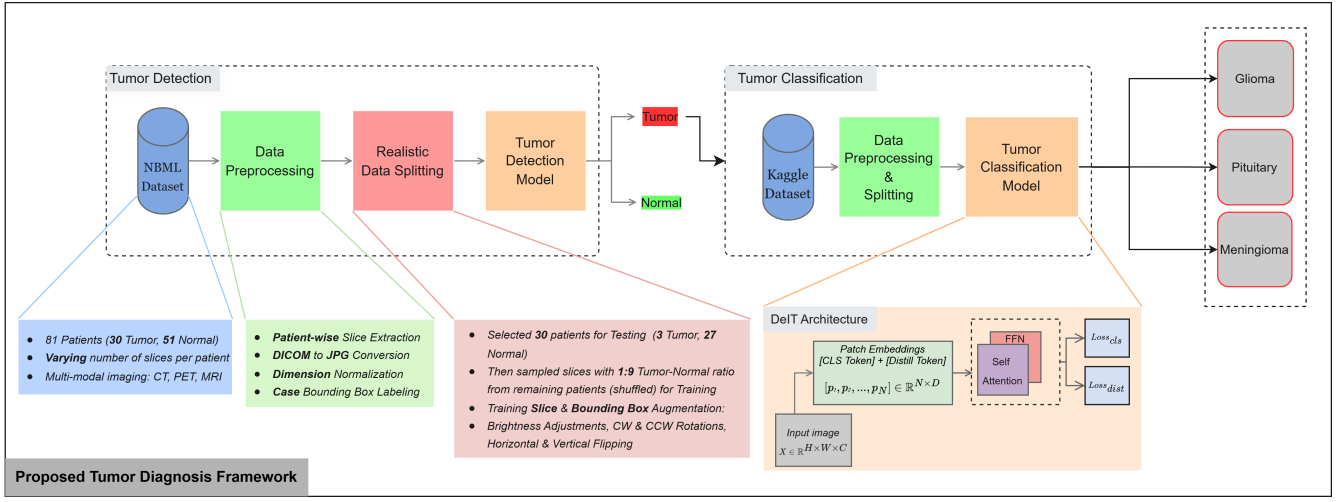 Tumor Detection
NBML
Dataset
Data
Preprocessing
Realistic
Data Splitting
Tumor
Detection
Model
Tumor
Normal
Tumor Classification
Kaggle
Dataset
Data
Preprocessing
&
Splitting
Tumor
Classification
Model
Glioma
Pituitary
Meningioma
● 81 Patients (30 Tumor, 51 Normal)
● Varying number of slices per patient
● Multi-modal imaging: CT, PET, MRI
● Patient-wise Slice Extraction
● DICOM to JPG Conversion
● Dimension Normalization
● Case Bounding Box Labeling
● Selected 30 patients for Testing (3 Tumor, 27
Normal)
● Then sampled slices with 1:9 Tumor-Normal ratio
from remaining patients (shuffled) for Training
● Training Slice & Bounding Box Augmentation:
● Brightness Adjustments, CW & CCW Rotations,
Horizontal & Vertical Flipping
DeIT Architecture
Patch Embeddings
[CLS Token] + [Distill Token]
[p₁, p₂, ..., p_N] ∈ ℝ^{N×D}
Input image
X ∈ ℝ^{H×W×C}
FFN
Self
Attention
Loss_{cls}
Loss_{dist}
Proposed Tumor Diagnosis Framework